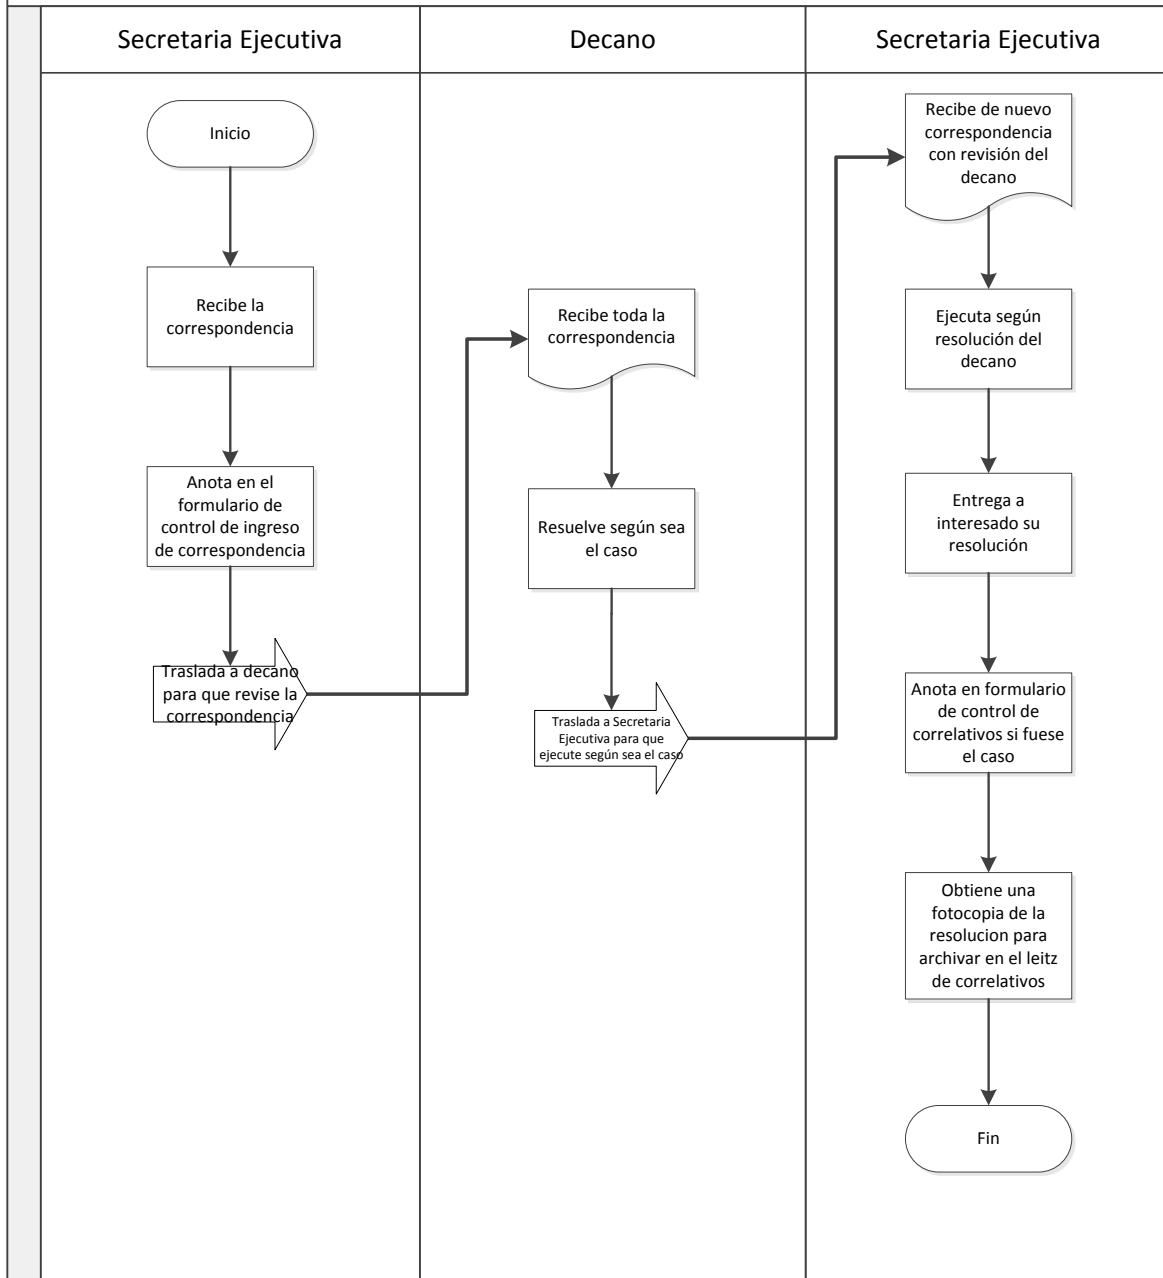 Secretaria Ejecutiva
Decano
Secretaria Ejecutiva
Inicio
Recibe la
correspondencia
Anota en el
formulario de
control de ingreso
de correspondencia
Traslada a decano
para que revise la
correspondencia
Recibe toda la
correspondencia
Resuelve según sea
el caso
Traslada a Secretaria
Ejecutiva para que
ejecute según sea el caso
Recibe de nuevo
correspondencia
con revisión del
decano
Ejecuta según
resolución del
decano
Entrega a
interesado su
resolución
Anota en formulario
de control de
correlativos si fuese
el caso
Obtiene una
fotocopia de la
resolucion para
archivar en el leitz
de correlativos
Fin